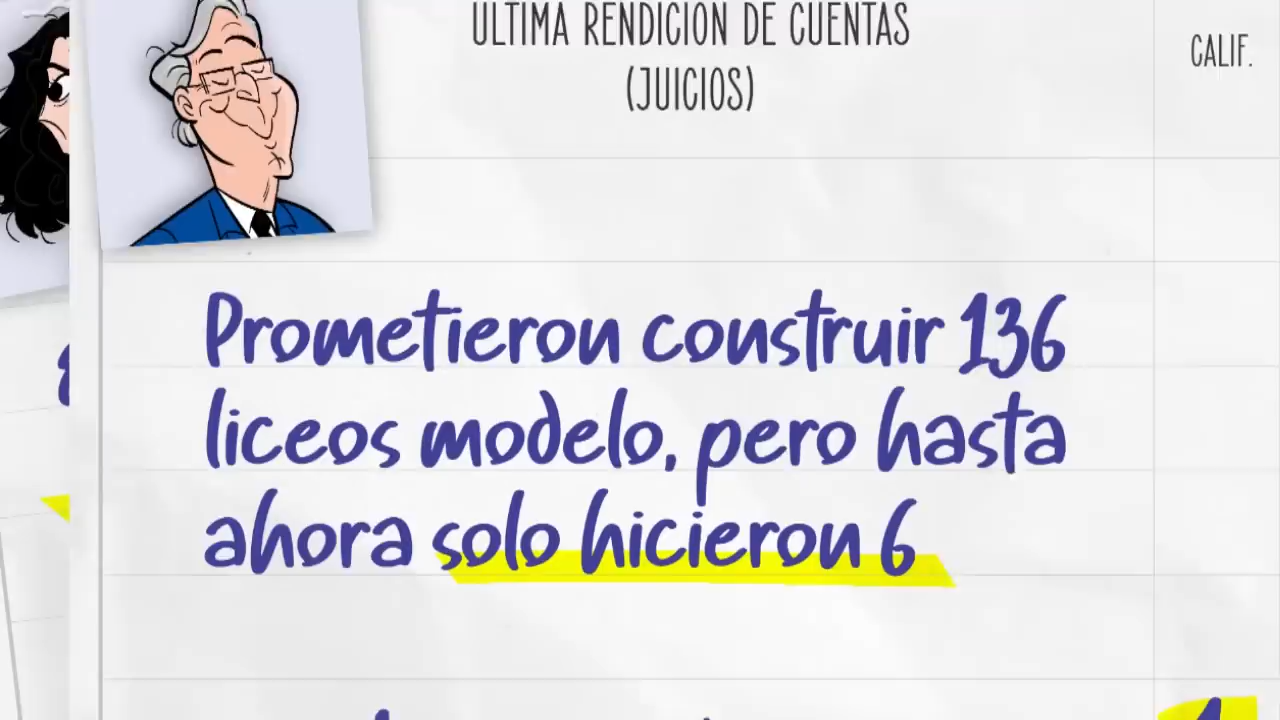 ULTIMA RENDICION DE CUENTAS
(JUICIOS)
CALIF.
Prometieron construir 136
liceos modelo, pero hasta
ahora solo hicieron 6